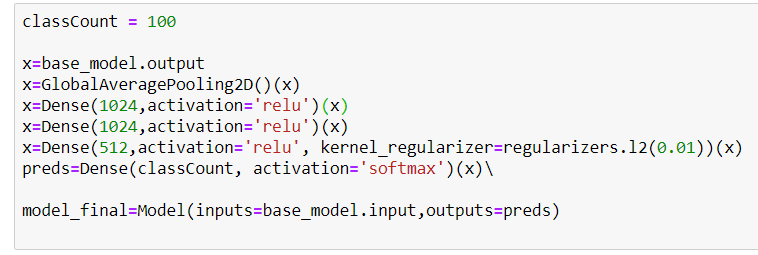 classCount = 100
x=base_model.output
x=GlobalAveragePooling2D()(x)
x=Dense(1024,activation='relu')(x)
x=Dense(1024,activation='relu')(x)
x=Dense(512,activation='relu', kernel_regularizer=regularizers.l2(0.01))(x)
preds=Dense(classCount, activation='softmax')(x)\
model_final=Model(inputs=base_model.input,outputs=preds)